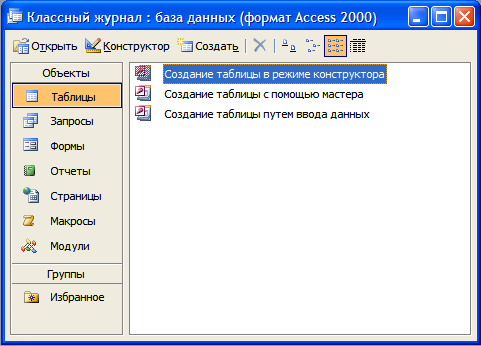 Классный журнал : база данных (формат Access 2000)
Открыть Конструктор Создать
Объекты
Таблицы
Запросы
Формы
Отчеты
Страницы
Макросы
Модули
Группы
Избранное
Создание таблицы в режиме конструктора
Создание таблицы с помощью мастера
Создание таблицы путем ввода данных